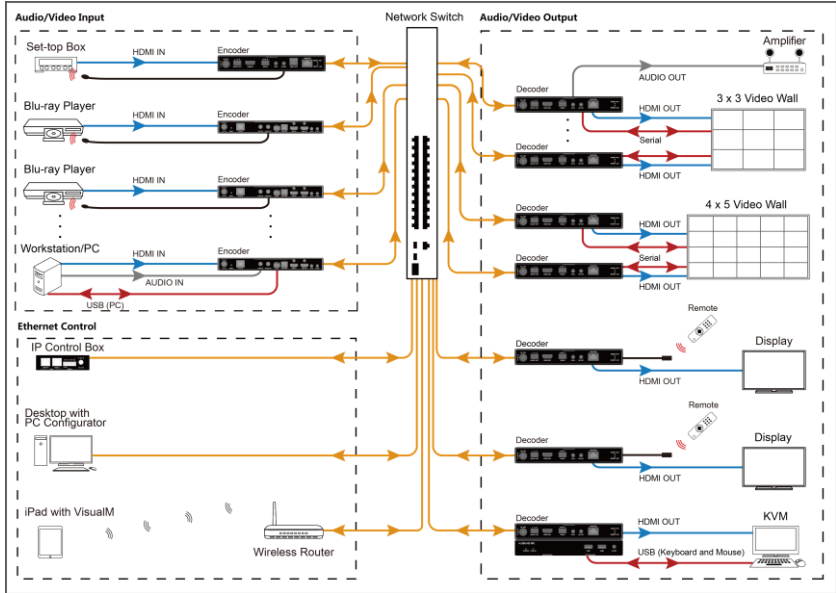 Audio/Video Input
Network Switch
Audio/Video Output
Set-top Box
HDMI IN
Encoder
Blu-ray Player
HDMI IN
Encoder
Blu-ray Player
HDMI IN
Encoder
Workstation/PC
HDMI IN
Encoder
AUDIO IN
USB (PC)
Amplifier
AUDIO OUT
Decoder
HDMI OUT
3 x 3 Video Wall
Serial
Decoder
HDMI OUT
Decoder
HDMI OUT
4 x 5 Video Wall
Serial
Decoder
HDMI OUT
Ethernet Control
IP Control Box
Desktop with
PC Configurator
iPad with VisualM
Wireless Router
Remote
Decoder
Display
HDMI OUT
Remote
Decoder
Display
HDMI OUT
Decoder
HDMI OUT
KVM
USB (Keyboard and Mouse)